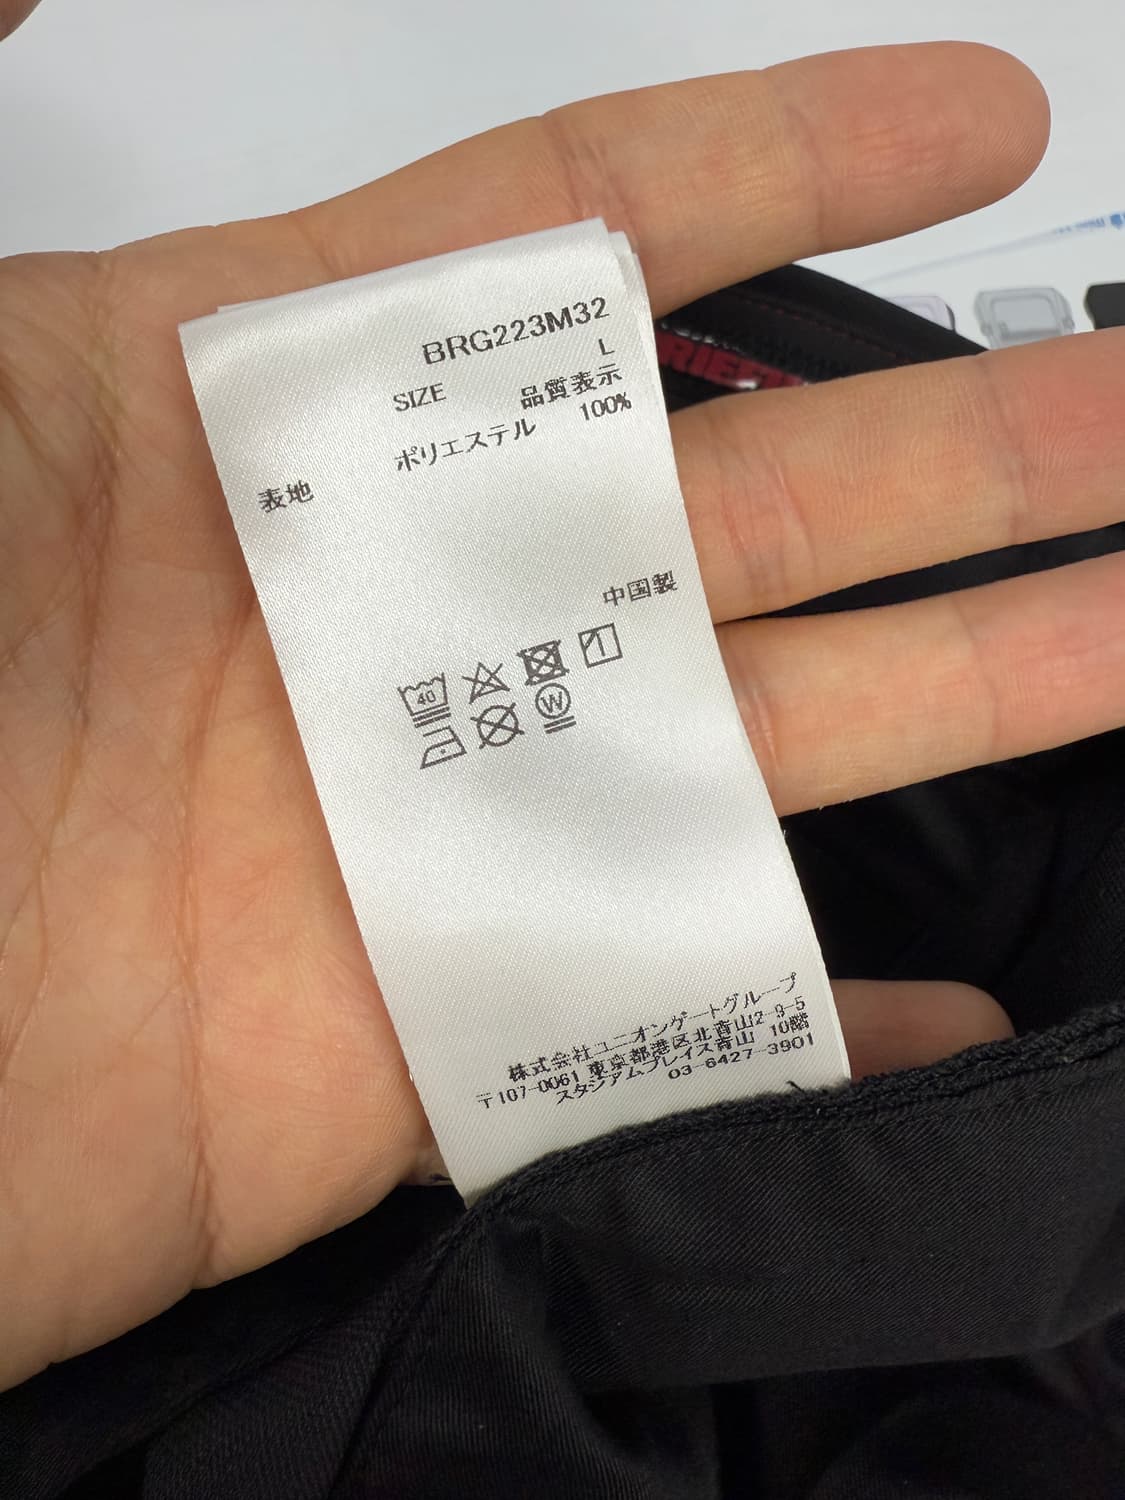 BRG223M32
SIZE L
品質表示
表地 ポリエステル 100%
中国製
40
W
株式会社ユニオンゲートグループ
〒107-0061 東京都港区北青山2-9-5
スタジアムプレイス青山 10階
03-6427-3901